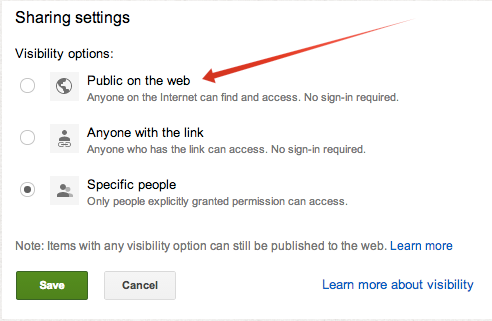 Sharing settings
Visibility options:
Public on the web
Anyone on the Internet can find and access. No sign-in required.
Anyone with the link
Anyone who has the link can access. No sign-in required.
Specific people
Only people explicitly granted permission can access.
Note: Items with any visibility option can still be published to the web. Learn more
Save Cancel Learn more about visibility